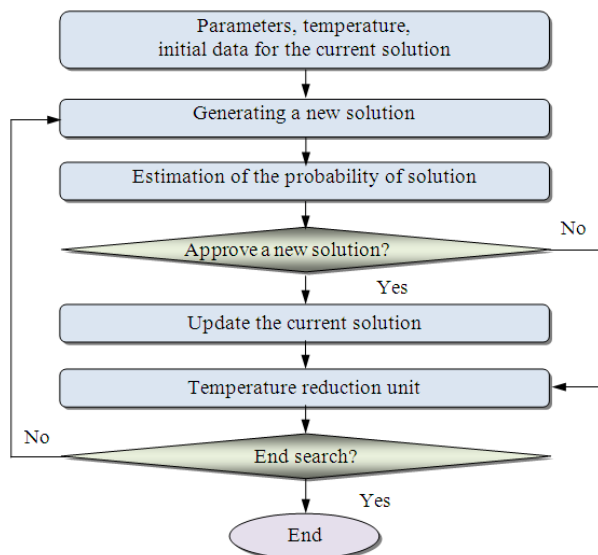 Parameters, temperature,
initial data for the current solution
Generating a new solution
Estimation of the probability of solution
No
Approve a new solution?
Yes
Update the current solution
Temperature reduction unit
No
End search?
Yes
End